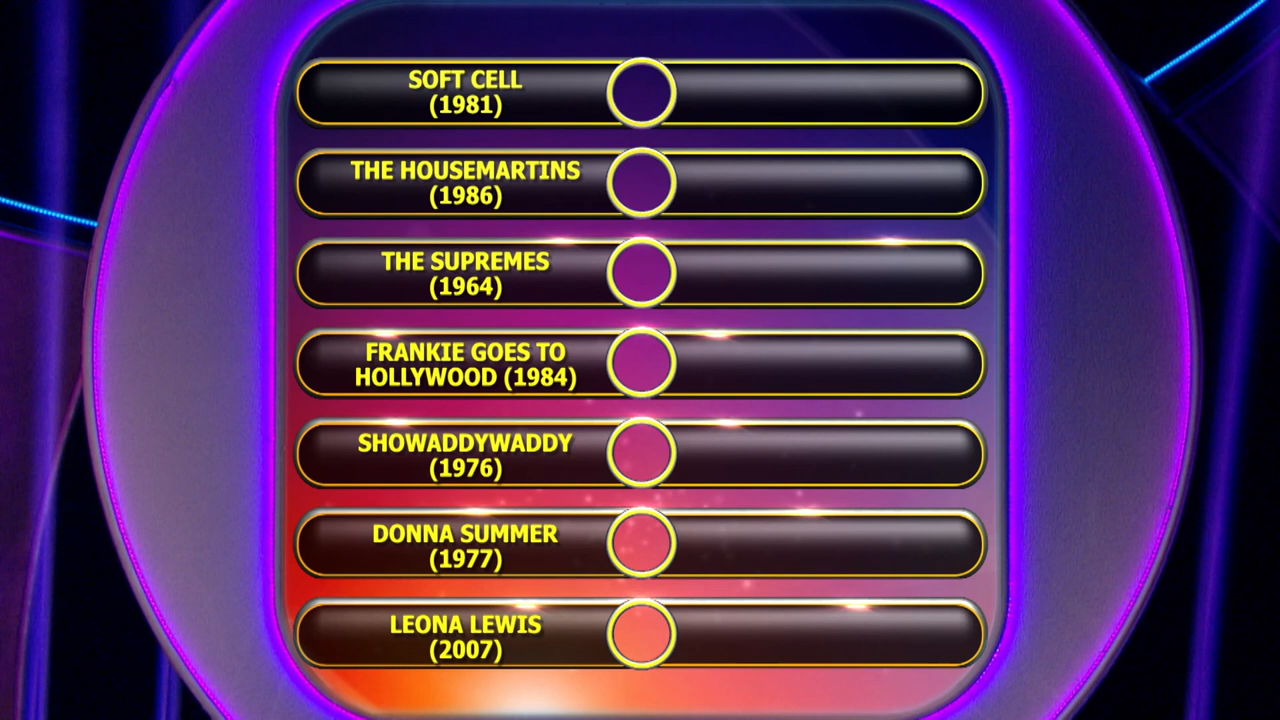 SOFT CELL
(1981)
THE HOUSEMARTINS
(1986)
THE SUPREMES
(1964)
FRANKIE GOES TO
HOLLYWOOD (1984)
SHOWADDYWADDY
(1976)
DONNA SUMMER
(1977)
LEONA LEWIS
(2007)